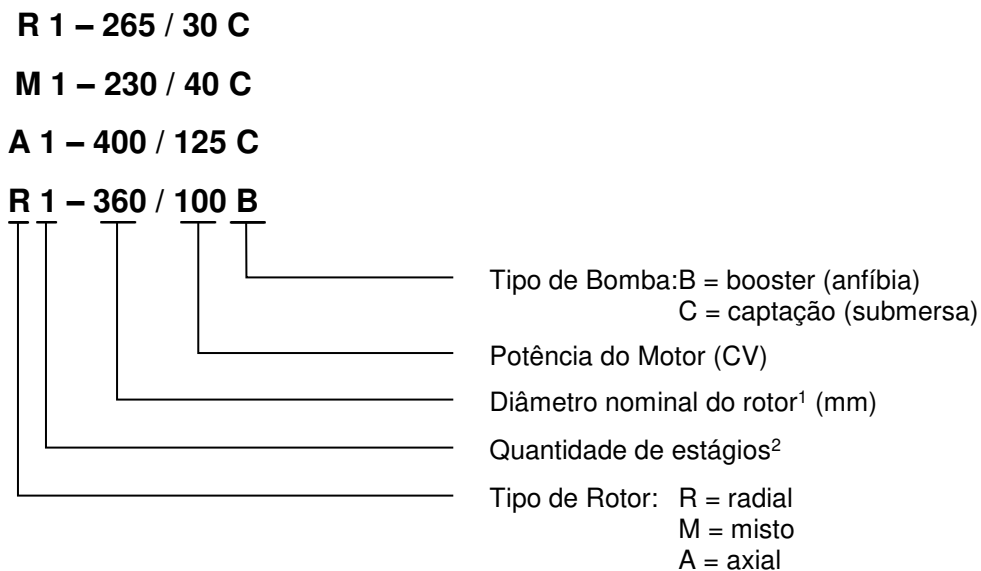 R 1 – 265 / 30 C
M 1 – 230 / 40 C
A 1 – 400 / 125 C
R 1 – 360 / 100 B
Tipo de Bomba:B = booster (anfíbia)
C = captação (submersa)
Potência do Motor (CV)
Diâmetro nominal do rotor¹ (mm)
Quantidade de estágios²
Tipo de Rotor: R = radial
M = misto
A = axial